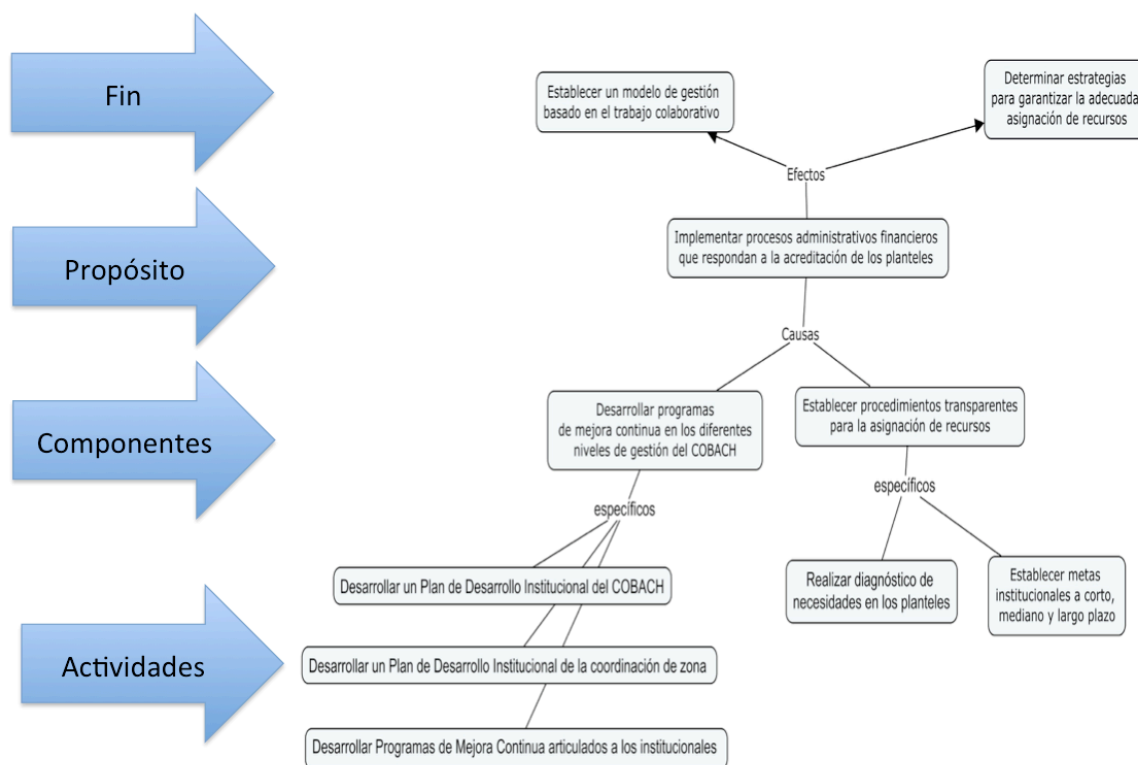 Fin
Establecer un modelo de gestión
basado en el trabajo colaborativo
Determinar estrategias
para garantizar la adecuada
asignación de recursos
Efectos
Propósito
Implementar procesos administrativos financieros
que respondan a la acreditación de los planteles
Causas
Componentes
Desarrollar programas
de mejora continua en los diferentes
niveles de gestión del COBACH
Establecer procedimientos transparentes
para la asignación de recursos
específicos
específicos
Actividades
Desarrollar un Plan de Desarrollo Institucional del COBACH
Realizar diagnóstico de
necesidades en los planteles
Establecer metas
institucionales a corto,
mediano y largo plazo
Desarrollar un Plan de Desarrollo Institucional de la coordinación de zona
Desarrollar Programas de Mejora Continua articulados a los institucionales